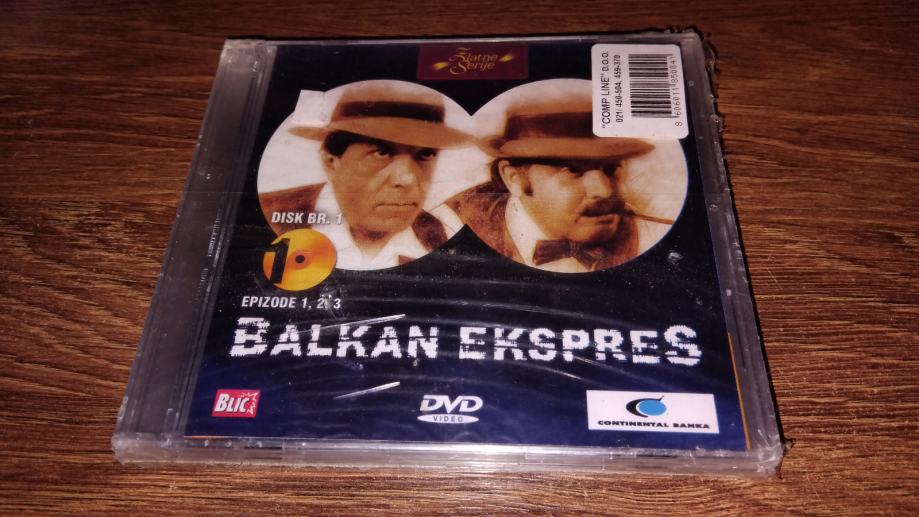 Zlatne
Serije
"COMP LINE" D.O.O.
021/ 450-504, 459-370
DISK BR. 1
1
EPIZODE 1, 2, 3
BALKAN EKSPRES
BLIC
DVD
VIDEO
CONTINENTAL BANKA